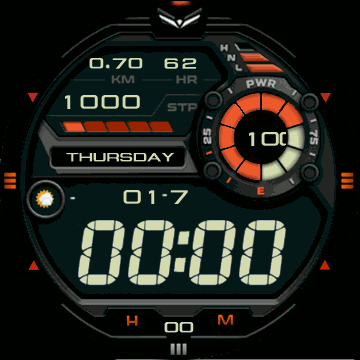 H
N
L
0.70 62
KM HR
PWR
1000 STP
25 100 75
THURSDAY
E
- 01-7
00:00
H 00 M